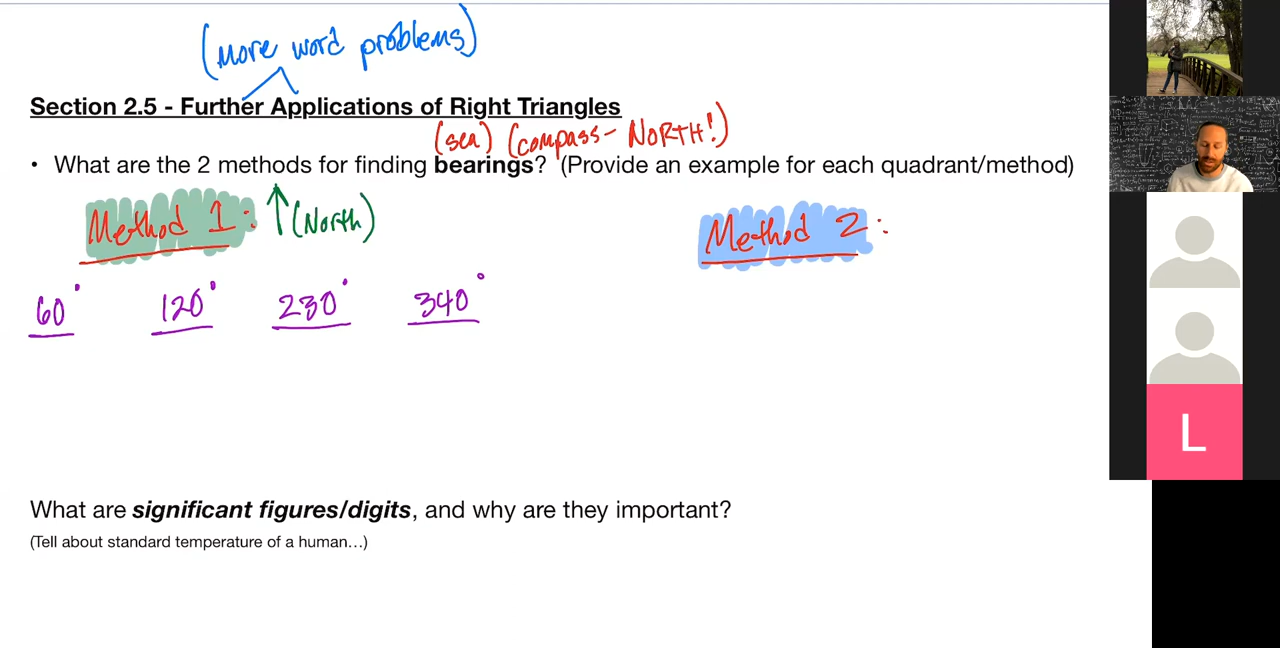 (more word problems)
Section 2.5 - Further Applications of Right Triangles
(sea) (compass - NORTH!)
• What are the 2 methods for finding bearings? (Provide an example for each quadrant/method)
Method 1: ↑(North)
Method 2:
60° 120° 230° 340°
L
What are significant figures/digits, and why are they important?
(Tell about standard temperature of a human...)